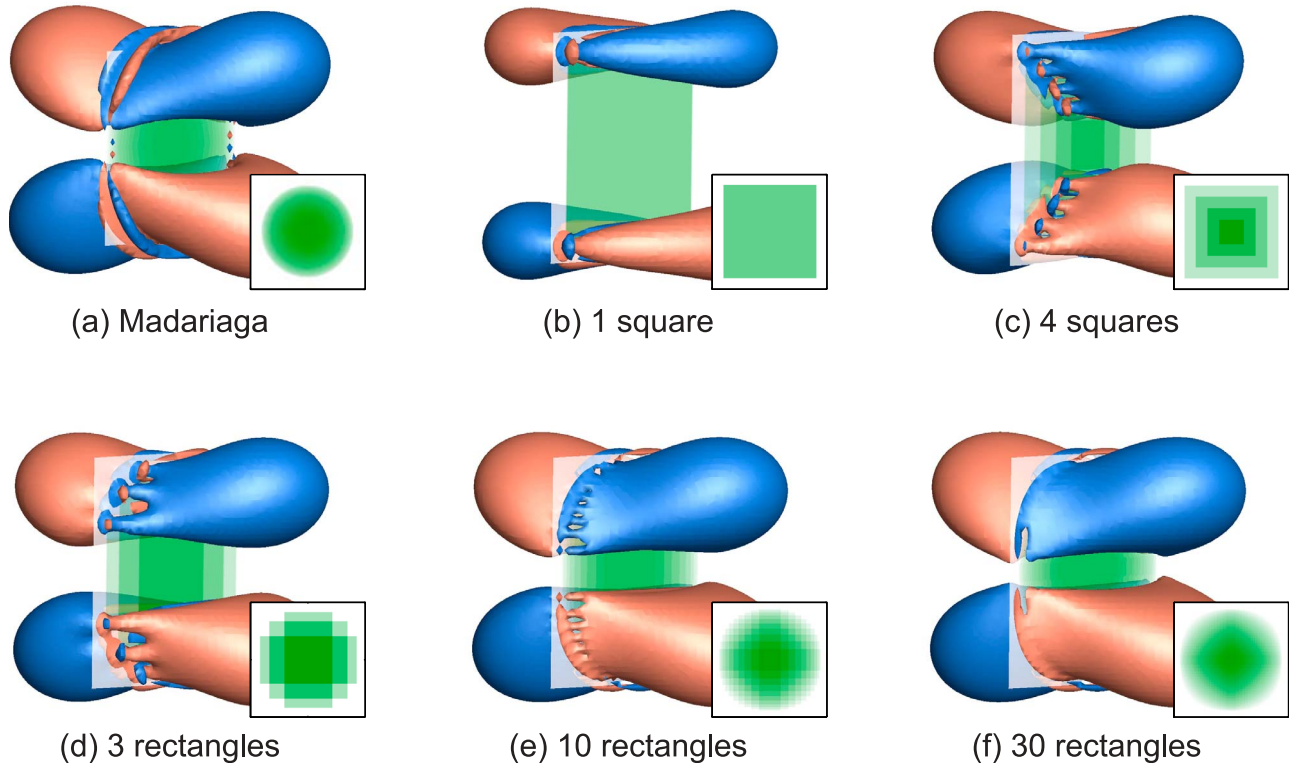 (a) Madariaga
(b) 1 square
(c) 4 squares
(d) 3 rectangles
(e) 10 rectangles
(f) 30 rectangles